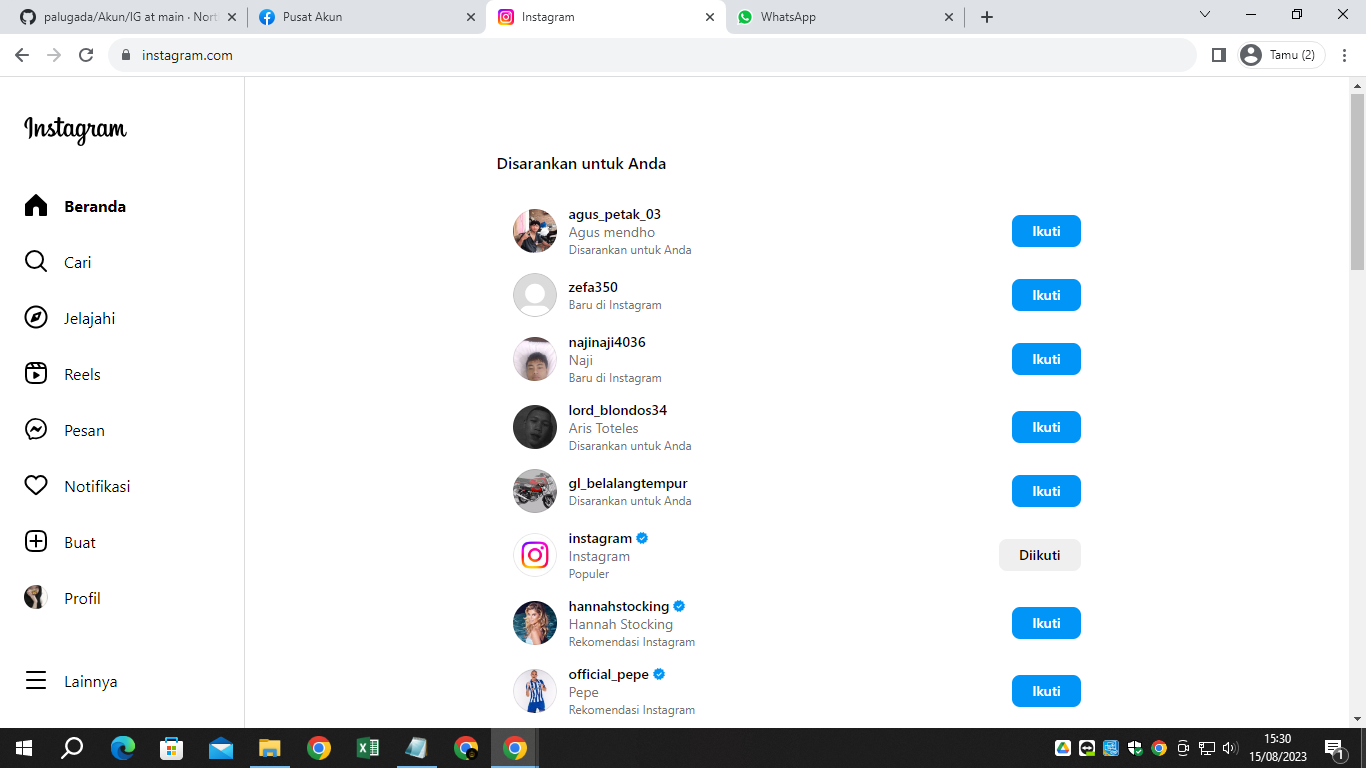 palugada/Akun/IG at main · Nort
Pusat Akun
Instagram
WhatsApp
instagram.com
Tamu (2)
Instagram
Beranda
Cari
Jelajahi
Reels
Pesan
Notifikasi
Buat
Profil
Lainnya
Disarankan untuk Anda
agus_petak_03
Agus mendho
Disarankan untuk Anda
Ikuti
zefa350
Baru di Instagram
Ikuti
najinaji4036
Naji
Baru di Instagram
Ikuti
lord_blondos34
Aris Toteles
Disarankan untuk Anda
Ikuti
gl_belalangtempur
Disarankan untuk Anda
Ikuti
instagram
Instagram
Populer
Diikuti
hannahstocking
Hannah Stocking
Rekomendasi Instagram
Ikuti
official_pepe
Pepe
Rekomendasi Instagram
Ikuti
15:30
15/08/2023
1